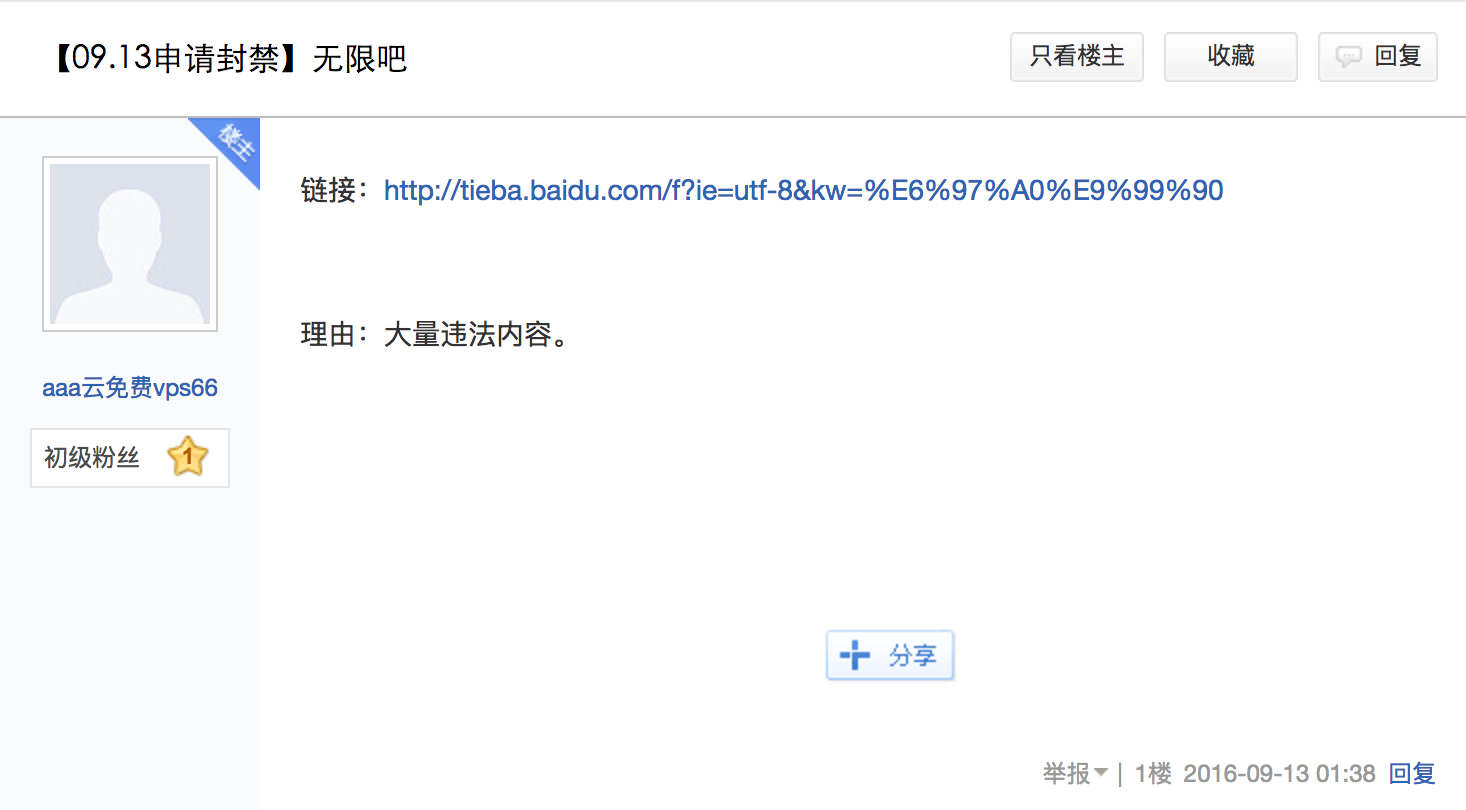 【09.13申请封禁】无限吧
只看楼主
收藏
回复
楼主
链接：http://tieba.baidu.com/f?ie=utf-8&kw=%E6%97%A0%E9%99%90
理由：大量违法内容。
aaa云免费vps66
初级粉丝 1
分享
举报 | 1楼 2016-09-13 01:38 回复